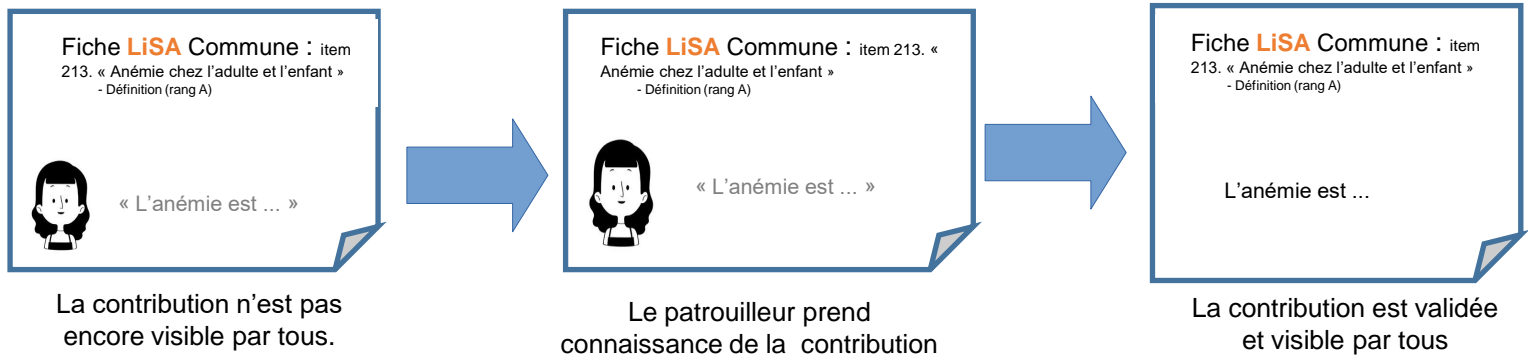 Fiche LiSA Commune : item
213. « Anémie chez l’adulte et l’enfant »
- Définition (rang A)
« L’anémie est ... »
La contribution n’est pas
encore visible par tous.
Fiche LiSA Commune : item 213. «
Anémie chez l’adulte et l’enfant »
- Définition (rang A)
« L’anémie est ... »
Le patrouilleur prend
connaissance de la contribution
Fiche LiSA Commune : item
213. « Anémie chez l’adulte et l’enfant »
- Définition (rang A)
L’anémie est ...
La contribution est validée
et visible par tous